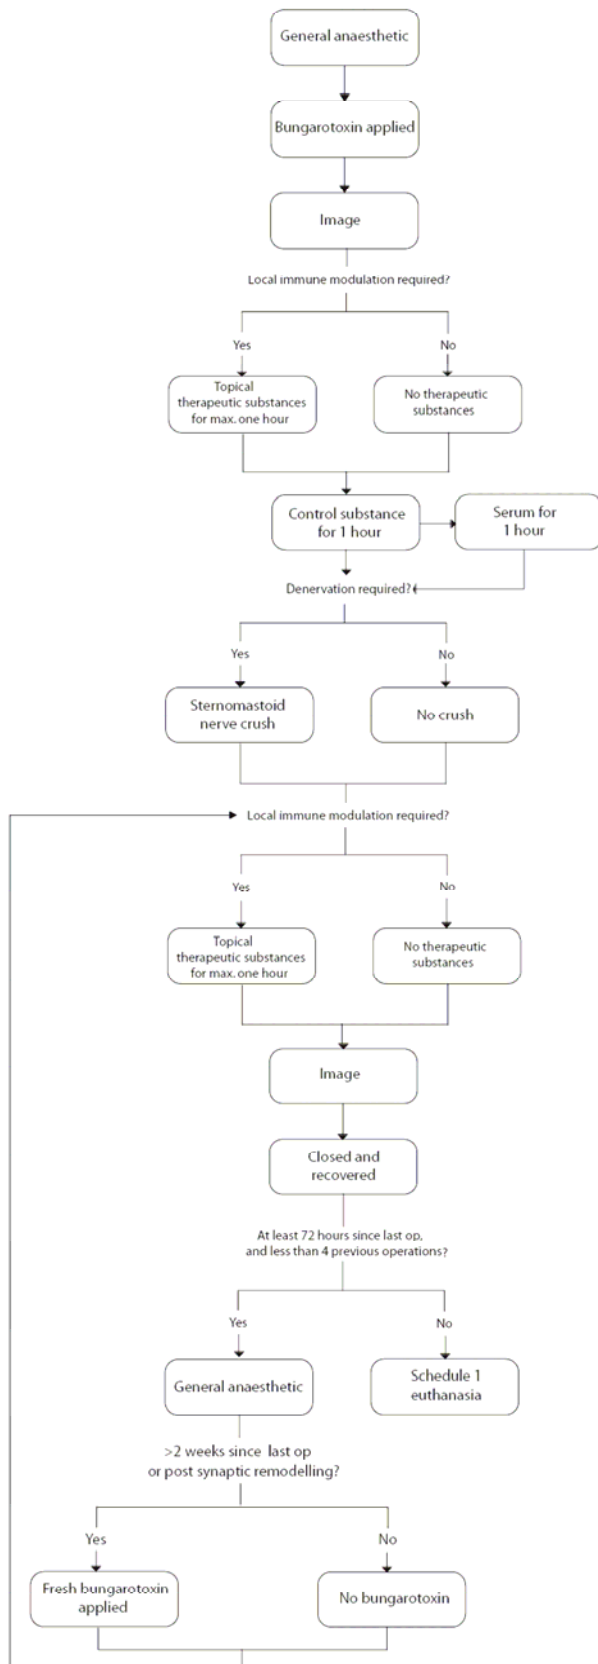 General anaesthetic
Bungarotoxin applied
Image
Local immune modulation required?
Yes
No
Topical
therapeutic substances
for max. one hour
No therapeutic
substances
Control substance
for 1 hour
Serum for
1 hour
Denervation required?
Yes
No
Sternomastoid
nerve crush
No crush
Local immune modulation required?
Yes
No
Topical
therapeutic substances
for max. one hour
No therapeutic
substances
Image
Closed and
recovered
At least 72 hours since last op,
and less than 4 previous operations?
Yes
No
General anaesthetic
Schedule 1
euthanasia
>2 weeks since last op
or post synaptic remodelling?
Yes
No
Fresh bungarotoxin
applied
No bungarotoxin